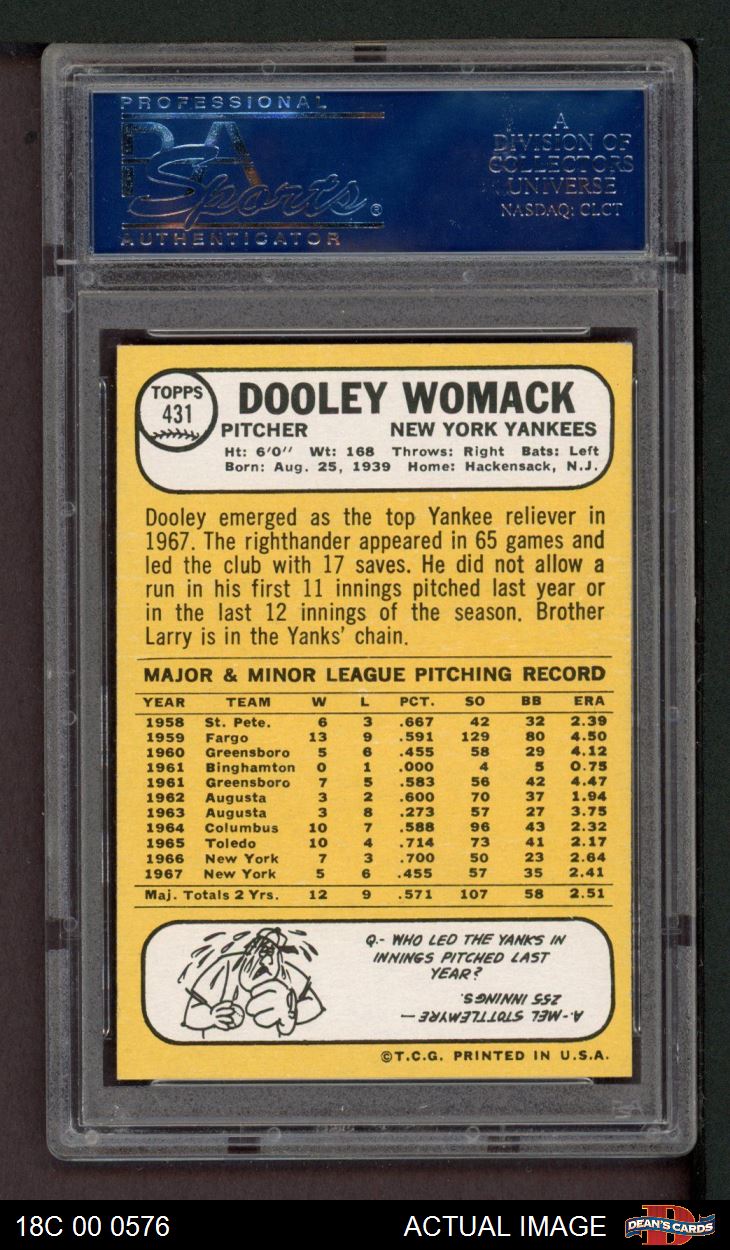 PROFESSIONAL
PSA
Sports®
AUTHENTICATOR
A
DIVISION OF
COLLECTORS
UNIVERSE
NASDAQ: CLCT
TOPPS
431
DOOLEY WOMACK
PITCHER NEW YORK YANKEES
Ht: 6'0" Wt: 168 Throws: Right Bats: Left
Born: Aug. 25, 1939 Home: Hackensack, N.J.
Dooley emerged as the top Yankee reliever in
1967. The righthander appeared in 65 games and
led the club with 17 saves. He did not allow a
run in his first 11 innings pitched last year or
in the last 12 innings of the season. Brother
Larry is in the Yanks' chain.
MAJOR & MINOR LEAGUE PITCHING RECORD
YEAR TEAM W L PCT. SO BB ERA
1958 St. Pete. 6 3 .667 42 32 2.39
1959 Fargo 13 9 .591 129 80 4.50
1960 Greensboro 5 6 .455 58 29 4.12
1961 Binghamton 0 1 .000 4 5 0.75
1961 Greensboro 7 5 .583 56 42 4.47
1962 Augusta 3 2 .600 70 37 1.94
1963 Augusta 3 8 .273 57 27 3.75
1964 Columbus 10 7 .588 96 43 2.32
1965 Toledo 10 4 .714 73 41 2.17
1966 New York 7 3 .700 50 23 2.64
1967 New York 5 6 .455 57 35 2.41
Maj. Totals 2 Yrs. 12 9 .571 107 58 2.51
Q.- WHO LED THE YANKS IN
INNINGS PITCHED LAST
YEAR?
A.- MEL STOTTLEMYRE —
255 INNINGS.
©T.C.G. PRINTED IN U.S.A.
18C 00 0576 ACTUAL IMAGE
DEAN'S CARDS